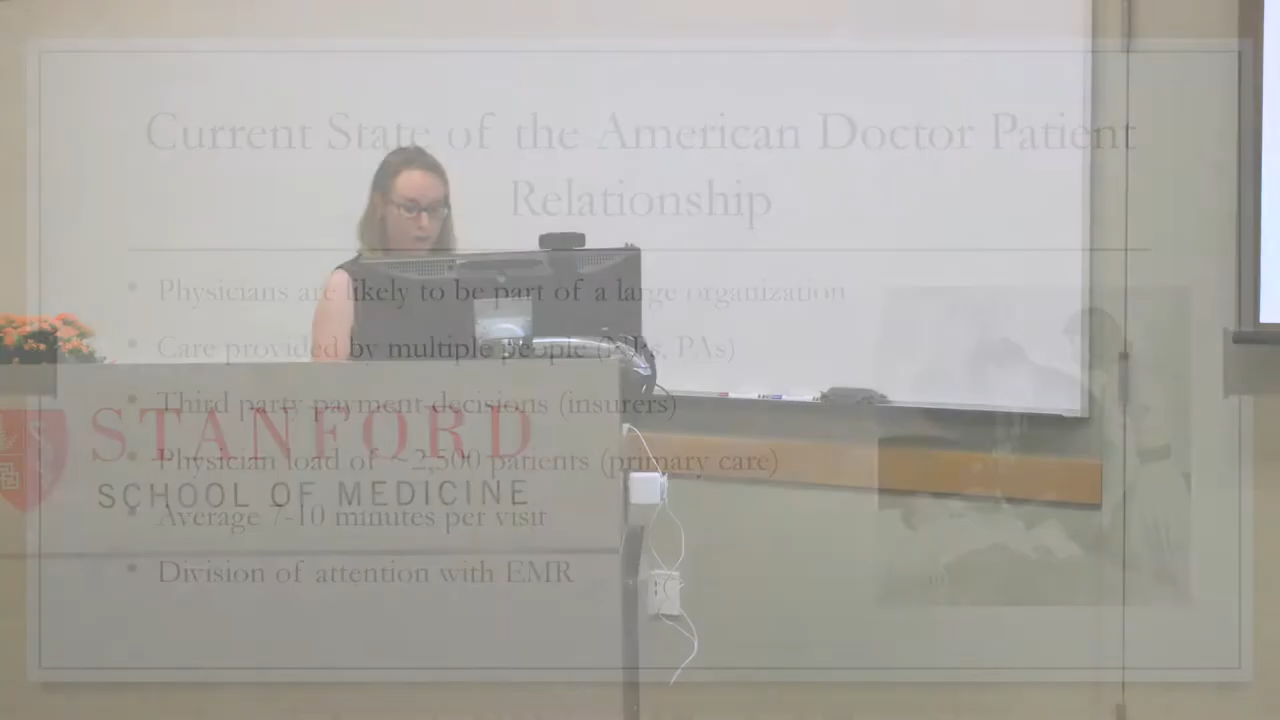 Current State of the American Doctor Patient
Relationship
• Physicians are likely to be part of a large organization
• Care provided by multiple people (NPs, PAs)
• Third party payment decisions (insurers)
• Physician load of ~2,500 patients (primary care)
• Average 7-10 minutes per visit
• Division of attention with EMR
STANFORD
SCHOOL OF MEDICINE